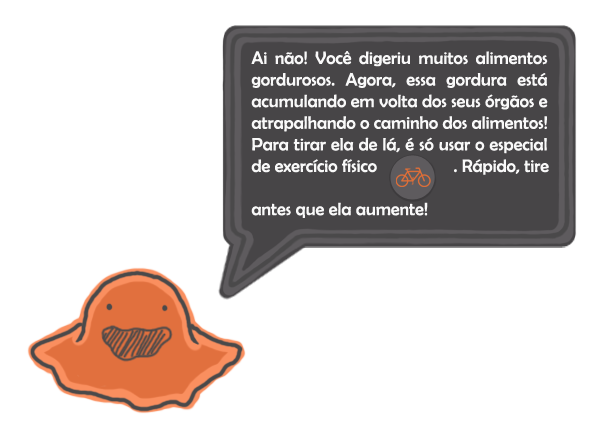 Ai não! Você digeriu muitos alimentos
gordurosos. Agora, essa gordura está
acumulando em volta dos seus órgãos e
atrapalhando o caminho dos alimentos!
Para tirar ela de lá, é só usar o especial
de exercício físico . Rápido, tire
antes que ela aumente!